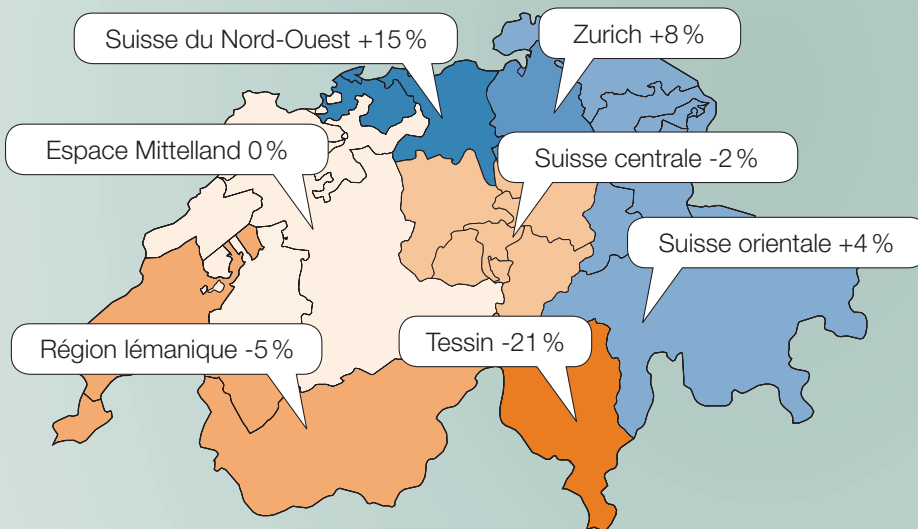 Suisse du Nord-Ouest +15 %
Zurich +8 %
Espace Mittelland 0 %
Suisse centrale -2 %
Suisse orientale +4 %
Région lémanique -5 %
Tessin -21 %